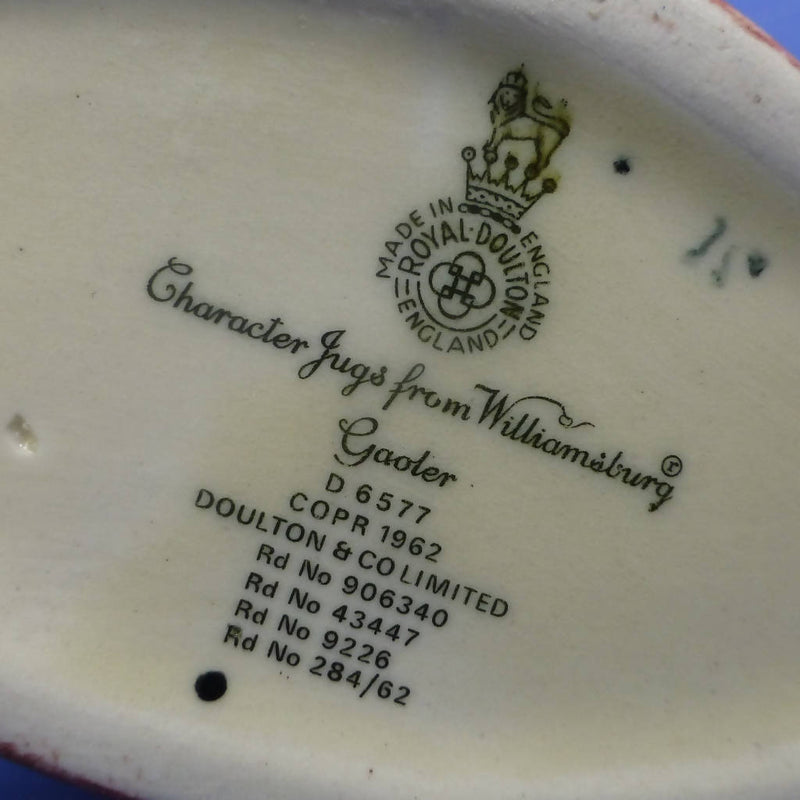 MADE IN ENGLAND
ROYAL·DOULTON
ENGLAND
Character Jugs from Williamsburg ®
Gaoler
D 6577
COPR 1962
DOULTON & CO LIMITED
Rd No 906340
Rd No 43447
Rd No 9226
Rd No 284/62